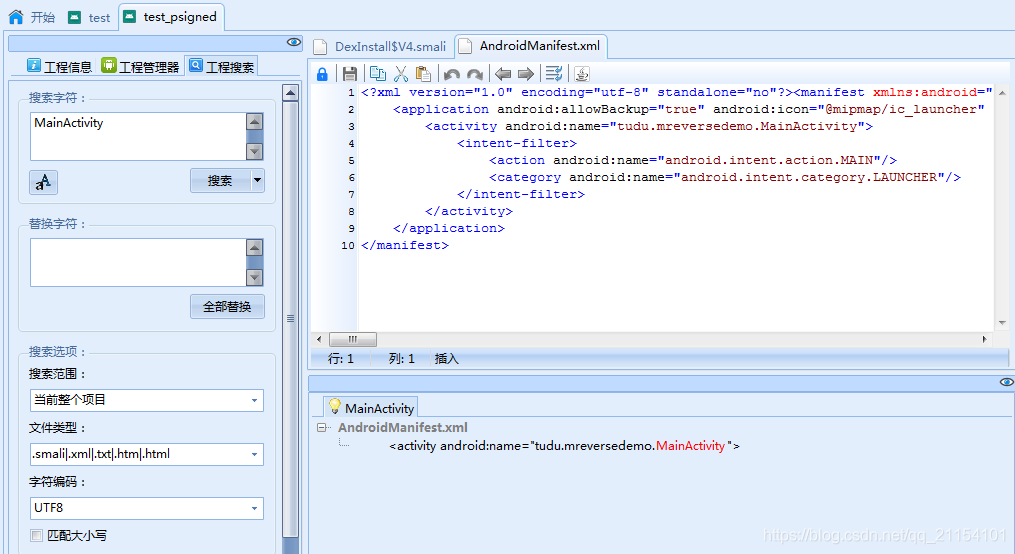 开始 test test_psigned
工程信息 工程管理器 工程搜索
搜索字符：
MainActivity
aA
搜索
替换字符：
全部替换
搜索选项：
搜索范围：
当前整个项目
文件类型：
.smali|.xml|.txt|.htm|.html
字符编码：
UTF8
匹配大小写
DexInstall$V4.smali AndroidManifest.xml
1 <?xml version="1.0" encoding="utf-8" standalone="no"?><manifest xmlns:android="
2 <application android:allowBackup="true" android:icon="@mipmap/ic_launcher"
3 <activity android:name="tudu.mreversedemo.MainActivity">
4 <intent-filter>
5 <action android:name="android.intent.action.MAIN"/>
6 <category android:name="android.intent.category.LAUNCHER"/>
7 </intent-filter>
8 </activity>
9 </application>
10 </manifest>
行: 1 列: 1 插入
MainActivity
AndroidManifest.xml
<activity android:name="tudu.mreversedemo.MainActivity">
https://blog.csdn.net/qq_21154101